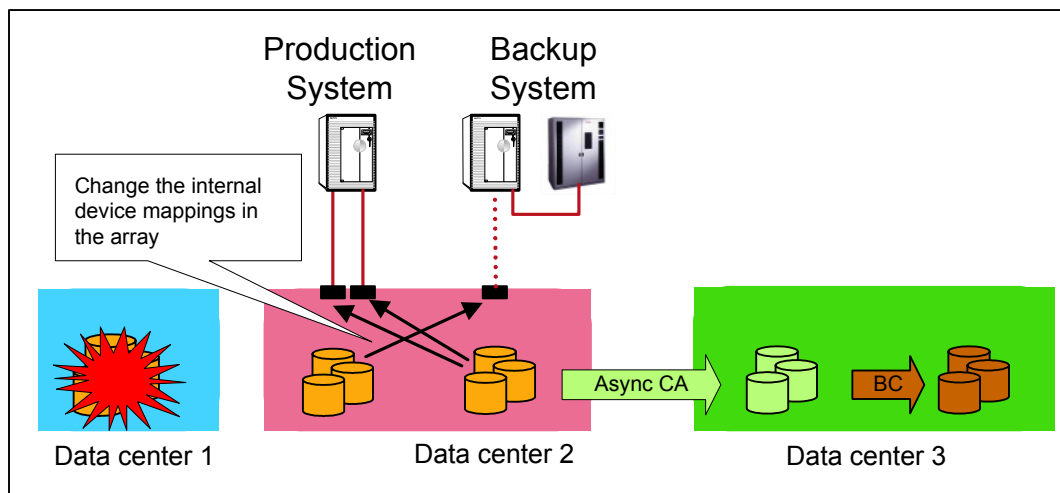 Production
System
Backup
System
Change the internal
device mappings in
the array
Async CA
BC
Data center 1
Data center 2
Data center 3